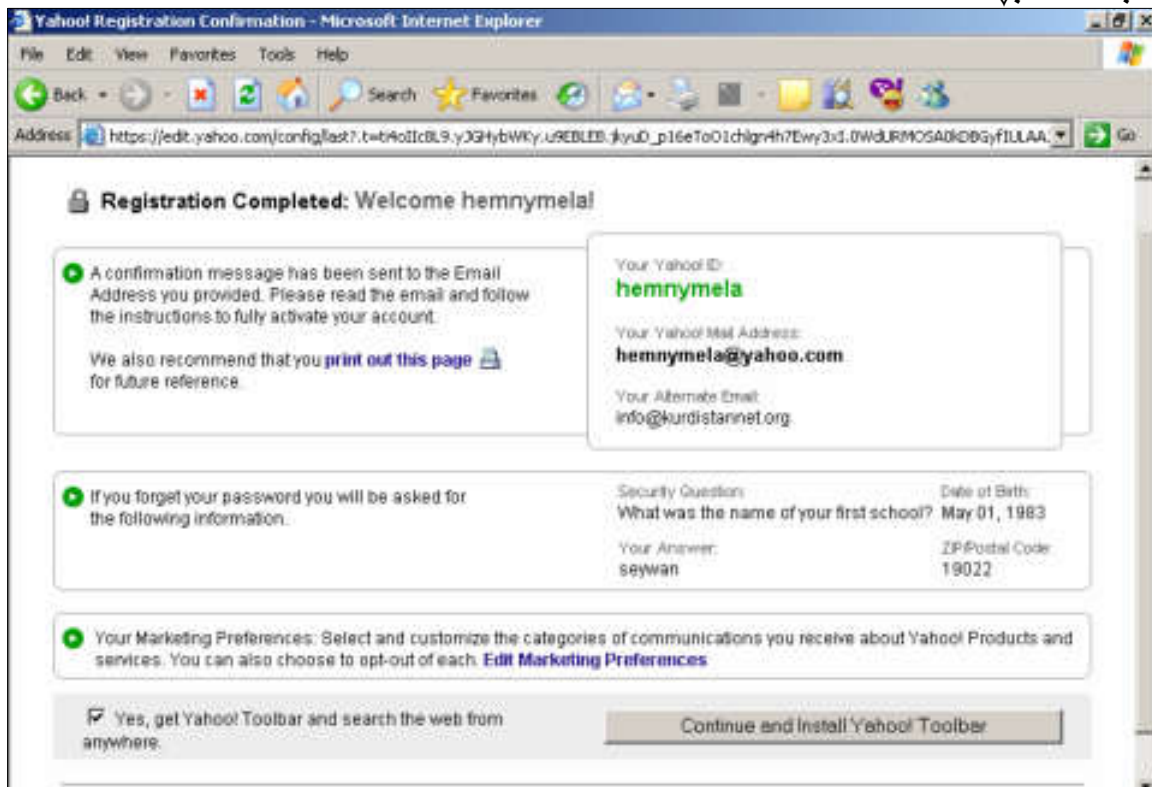 Yahoo! Registration Confirmation - Microsoft Internet Explorer
File Edit View Favorites Tools Help
Back Search Favorites
Address Go
Registration Completed: Welcome hemnymela!
A confirmation message has been sent to the Email
Address you provided. Please read the email and follow
the instructions to fully activate your account.
We also recommend that you print out this page
for future reference.
Your Yahoo! ID:
hemnymela
Your Yahoo! Mail Address:
hemnymela@yahoo.com
Your Alternate Email:
info@kurdistannet.org
If you forget your password you will be asked for
the following information.
Security Question: Date of Birth:
What was the name of your first school? May 01, 1983
Your Answer: ZIP/Postal Code:
seywan 19022
Your Marketing Preferences: Select and customize the categories of communications you receive about Yahoo! Products and
services. You can also choose to opt-out of each. Edit Marketing Preferences
Yes, get Yahoo! Toolbar and search the web from
anywhere.
Continue and Install Yahoo! Toolbar